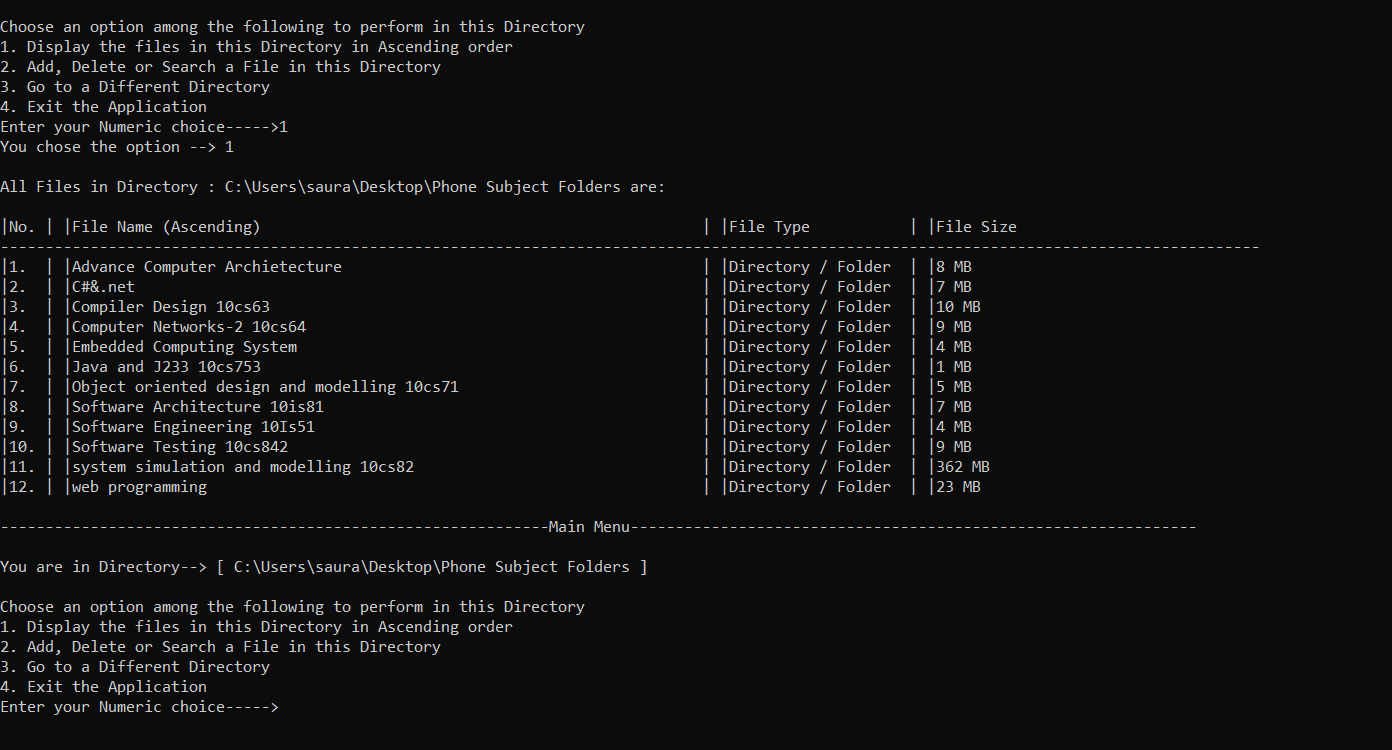 Choose an option among the following to perform in this Directory
1. Display the files in this Directory in Ascending order
2. Add, Delete or Search a File in this Directory
3. Go to a Different Directory
4. Exit the Application
Enter your Numeric choice----->1
You chose the option --> 1
All Files in Directory : C:\Users\saura\Desktop\Phone Subject Folders are:
|No. | |File Name (Ascending) | |File Type | |File Size
--------------------------------------------------------------------------------------------------------------------------------------------
|1. | |Advance Computer Archietecture | |Directory / Folder | |8 MB
|2. | |C#&.net | |Directory / Folder | |7 MB
|3. | |Compiler Design 10cs63 | |Directory / Folder | |10 MB
|4. | |Computer Networks-2 10cs64 | |Directory / Folder | |9 MB
|5. | |Embedded Computing System | |Directory / Folder | |4 MB
|6. | |Java and J233 10cs753 | |Directory / Folder | |1 MB
|7. | |Object oriented design and modelling 10cs71 | |Directory / Folder | |5 MB
|8. | |Software Architecture 10is81 | |Directory / Folder | |7 MB
|9. | |Software Engineering 10Is51 | |Directory / Folder | |4 MB
|10. | |Software Testing 10cs842 | |Directory / Folder | |9 MB
|11. | |system simulation and modelling 10cs82 | |Directory / Folder | |362 MB
|12. | |web programming | |Directory / Folder | |23 MB
-------------------------------------------------------------Main Menu---------------------------------------------------------------
You are in Directory--> [ C:\Users\saura\Desktop\Phone Subject Folders ]
Choose an option among the following to perform in this Directory
1. Display the files in this Directory in Ascending order
2. Add, Delete or Search a File in this Directory
3. Go to a Different Directory
4. Exit the Application
Enter your Numeric choice----->